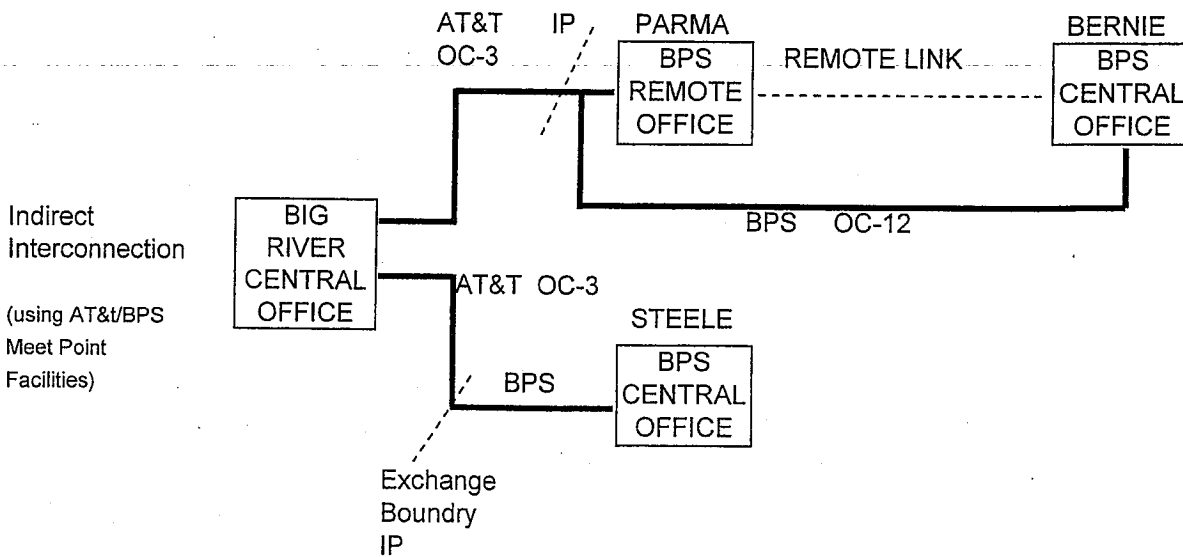 AT&T IP
OC-3
PARMA
BPS
REMOTE
OFFICE
REMOTE LINK
BERNIE
BPS
CENTRAL
OFFICE
BPS OC-12
Indirect
Interconnection
(using AT&t/BPS
Meet Point
Facilities)
BIG
RIVER
CENTRAL
OFFICE
AT&T OC-3
STEELE
BPS
CENTRAL
OFFICE
BPS
Exchange
Boundry
IP